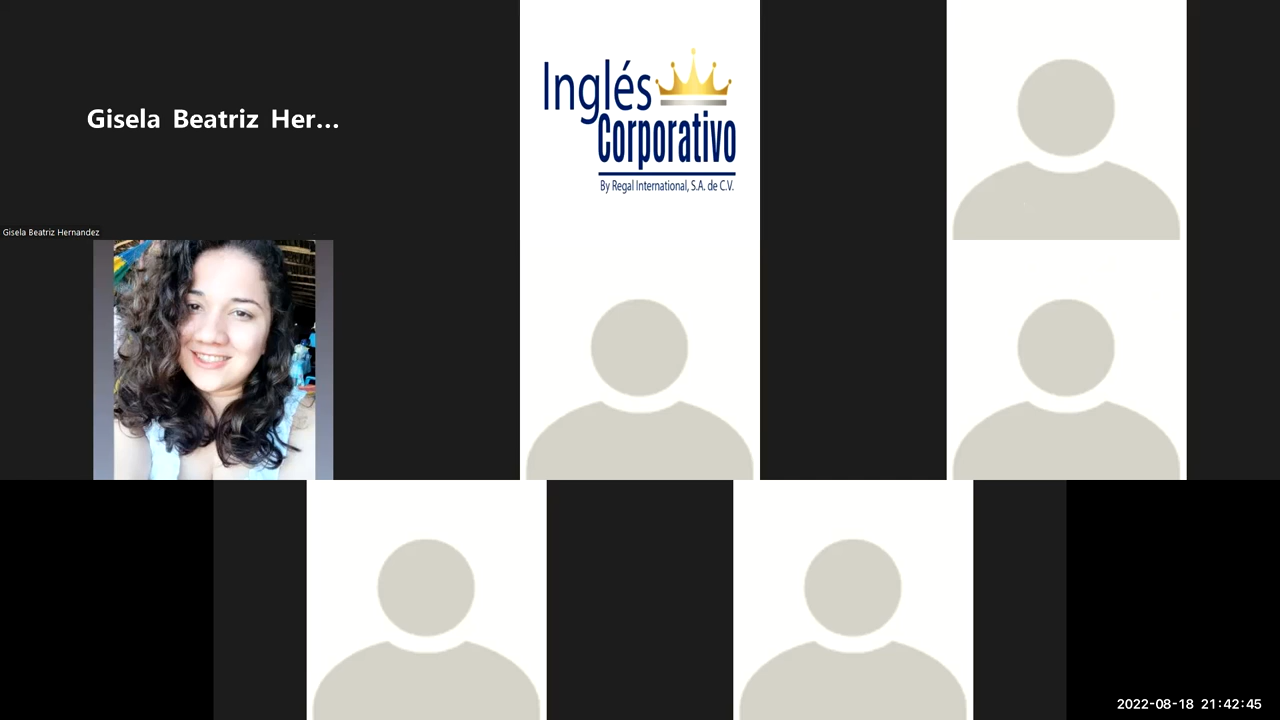 Gisela Beatriz Her...
Gisela Beatriz Hernandez
Inglés
Corporativo
By Regal International, S.A. de C.V.
2022-08-18 21:42:45